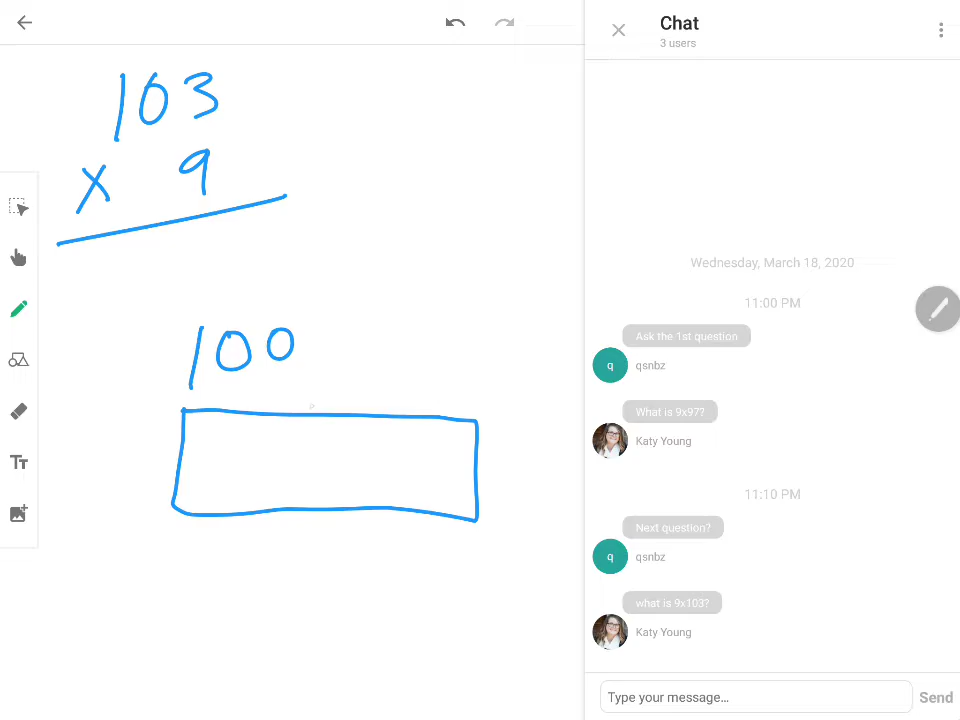 103
x 9
100
Chat
3 users
Wednesday, March 18, 2020
11:00 PM
Ask the 1st question
q
qsnbz
What is 9x97?
Katy Young
11:10 PM
Next question?
q
qsnbz
what is 9x103?
Katy Young
Type your message...
Send
Tт